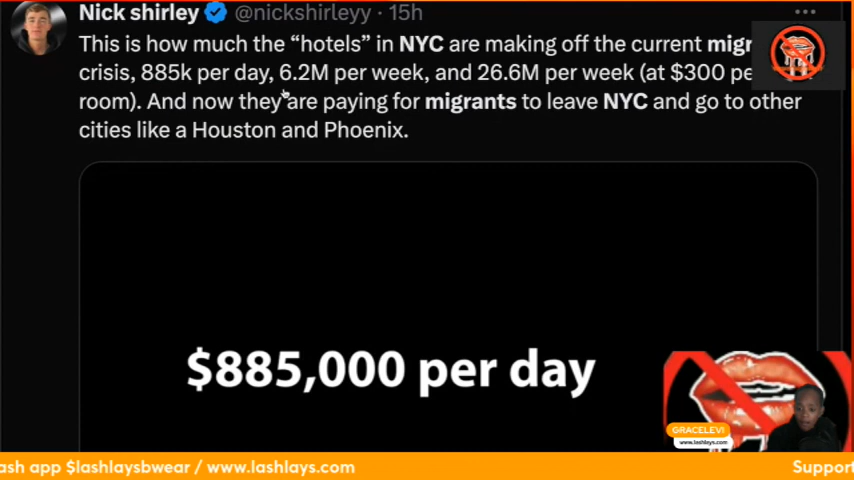 Nick shirley @nickshirleyy · 15h
This is how much the “hotels” in NYC are making off the current migr
crisis, 885k per day, 6.2M per week, and 26.6M per week (at $300 pe
room). And now they are paying for migrants to leave NYC and go to other
cities like a Houston and Phoenix.
$885,000 per day
GRACELEVI
www.lashlays.com
ash app $lashlaysbwear / www.lashlays.com
Support